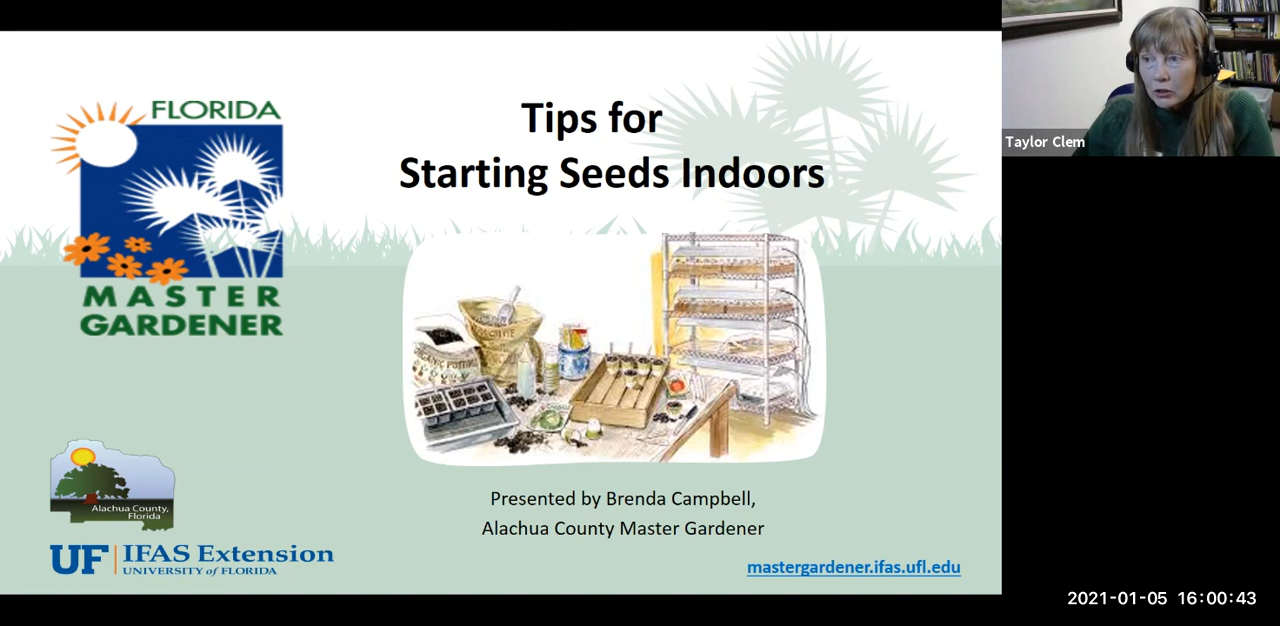 FLORIDA
MASTER
GARDENER
Tips for
Starting Seeds Indoors
Taylor Clem
Presented by Brenda Campbell,
Alachua County Master Gardener
Alachua County,
Florida
UF IFAS Extension
UNIVERSITY of FLORIDA
mastergardener.ifas.ufl.edu
2021-01-05 16:00:43